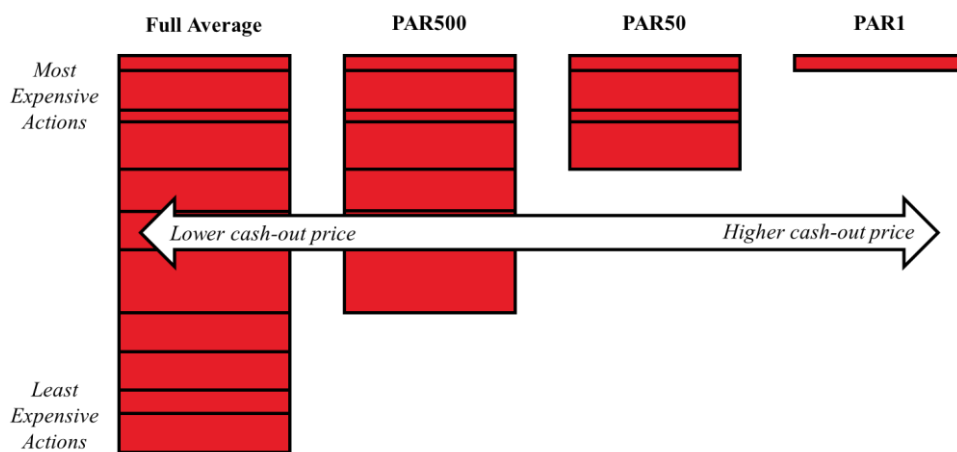 Full Average PAR500 PAR50 PAR1
Most
Expensive
Actions
Lower cash-out price Higher cash-out price
Least
Expensive
Actions